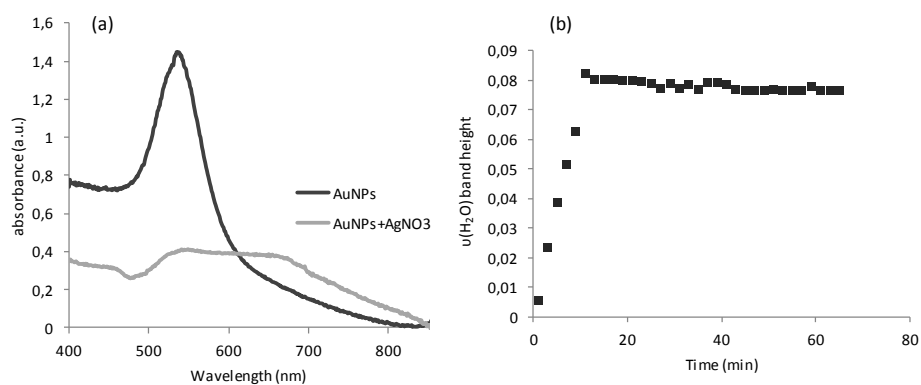 (a)
1,6
1,4
1,2
1
0,8
0,6
0,4
0,2
0
400 500 600 700 800
absorbance (a.u.)
Wavelength (nm)
AuNPs
AuNPs+AgNO3
(b)
0,09
0,08
0,07
0,06
0,05
0,04
0,03
0,02
0,01
0
0 20 40 60 80
υ(H₂O) band height
Time (min)